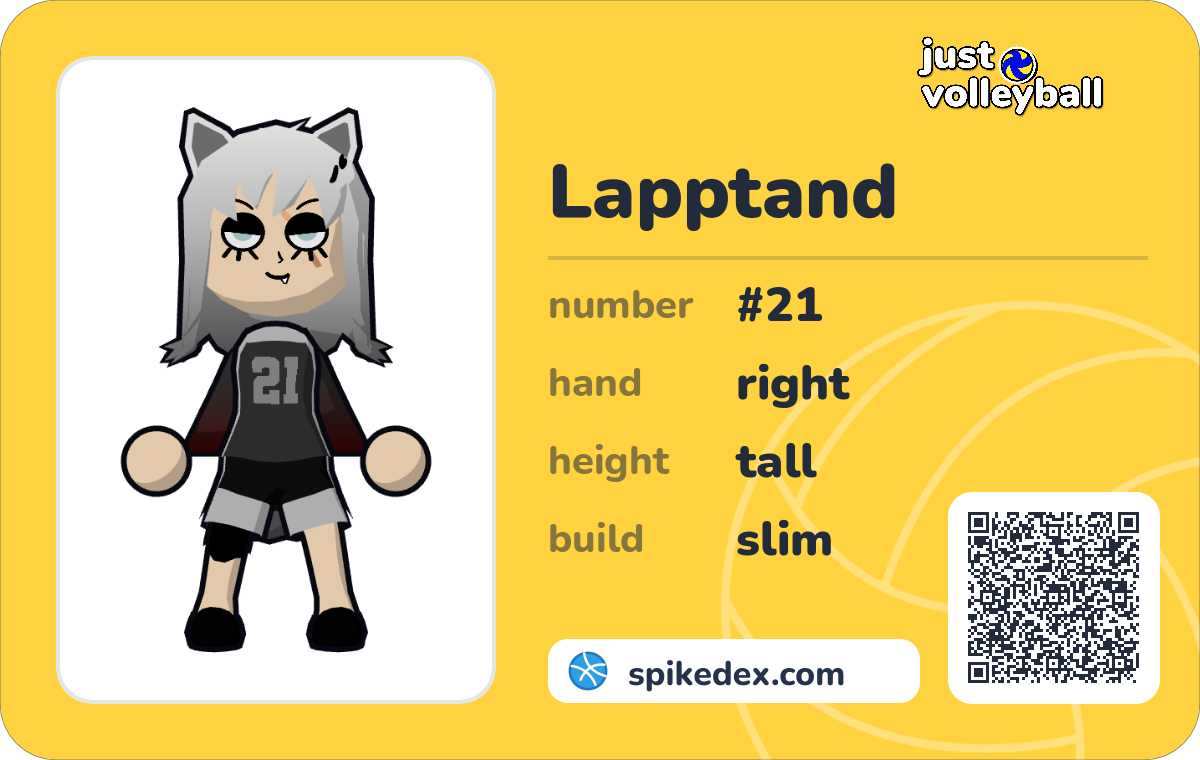 just
volleyball
Lapptand
number #21
hand right
height tall
build slim
21
spikedex.com